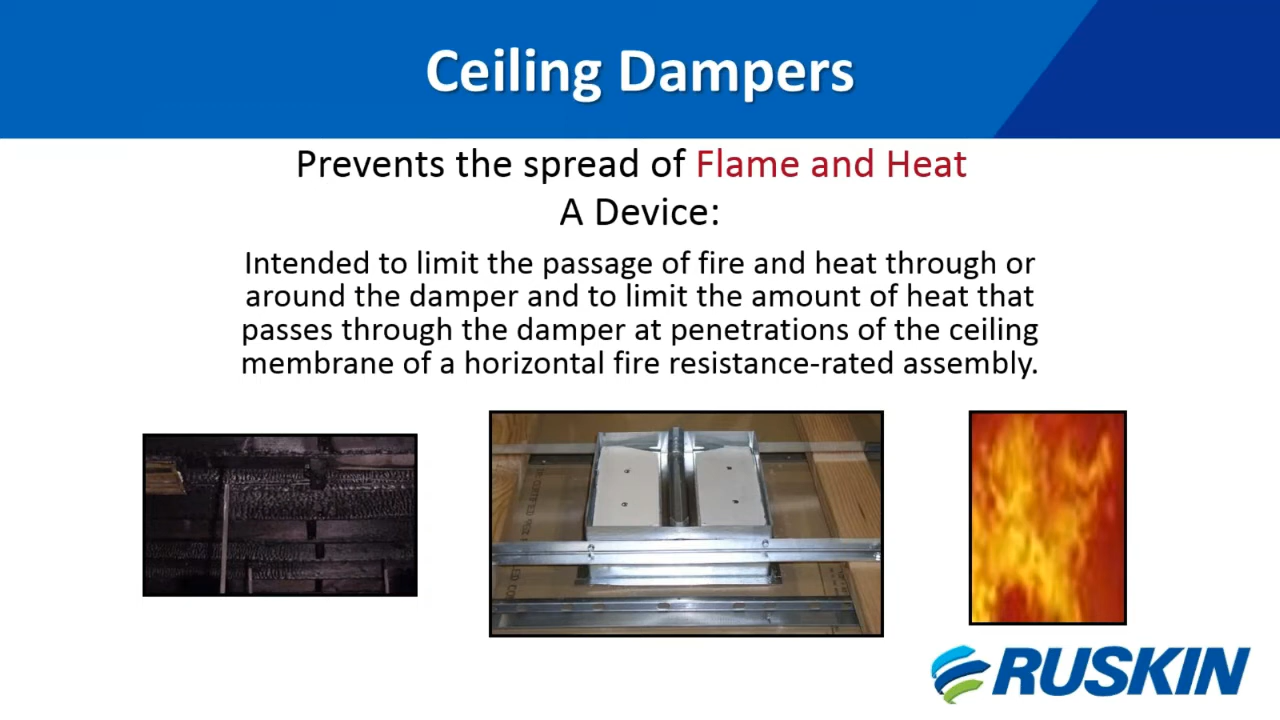 Ceiling Dampers
Prevents the spread of Flame and Heat
A Device:
Intended to limit the passage of fire and heat through or
around the damper and to limit the amount of heat that
passes through the damper at penetrations of the ceiling
membrane of a horizontal fire resistance-rated assembly.
RUSKIN